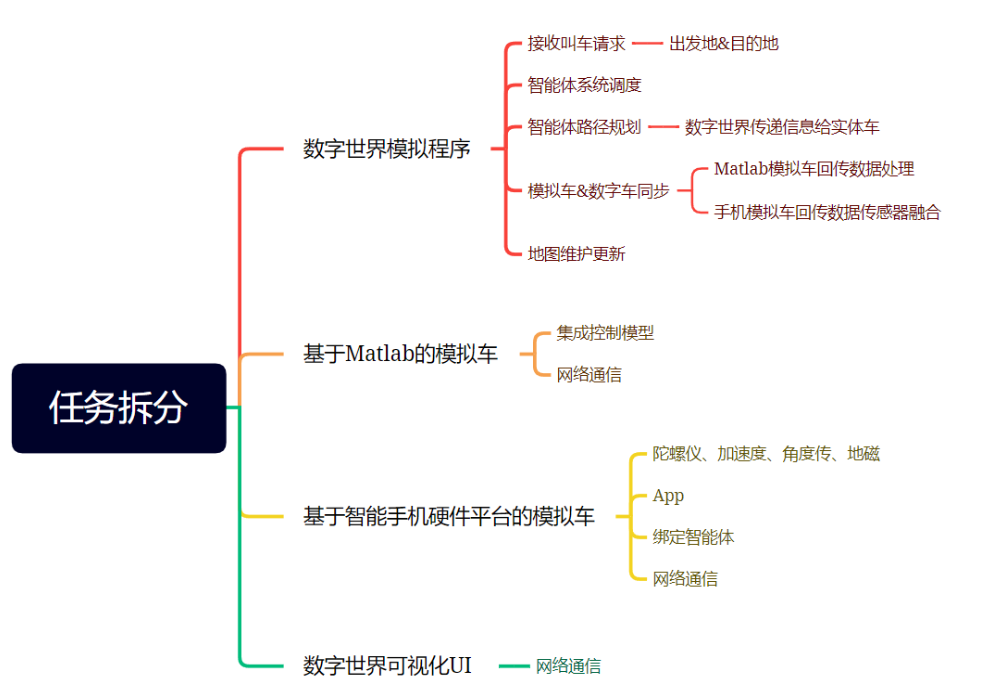 任务拆分
数字世界模拟程序
接收叫车请求
出发地&目的地
智能体系统调度
智能体路径规划
数字世界传递信息给实体车
模拟车&数字车同步
Matlab模拟车回传数据处理
手机模拟车回传数据传感器融合
地图维护更新
基于Matlab的模拟车
集成控制模型
网络通信
基于智能手机硬件平台的模拟车
陀螺仪、加速度、角度传、地磁
App
绑定智能体
网络通信
数字世界可视化UI
网络通信